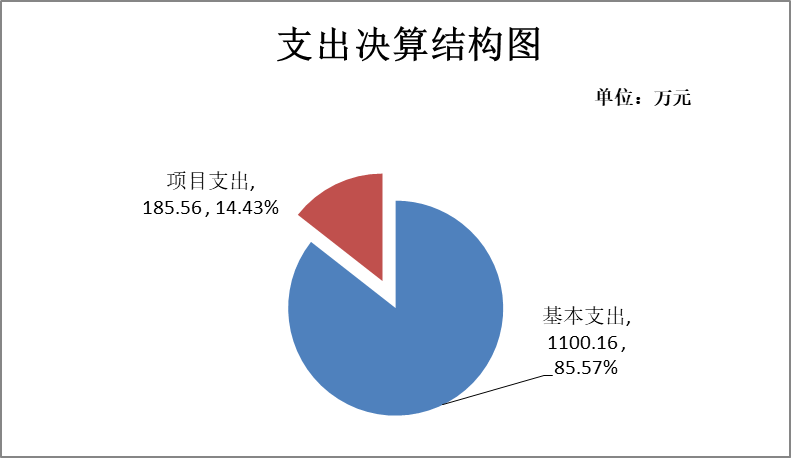 支出决算结构图
单位：万元
项目支出,
185.56 , 14.43%
基本支出,
1100.16 ,
85.57%